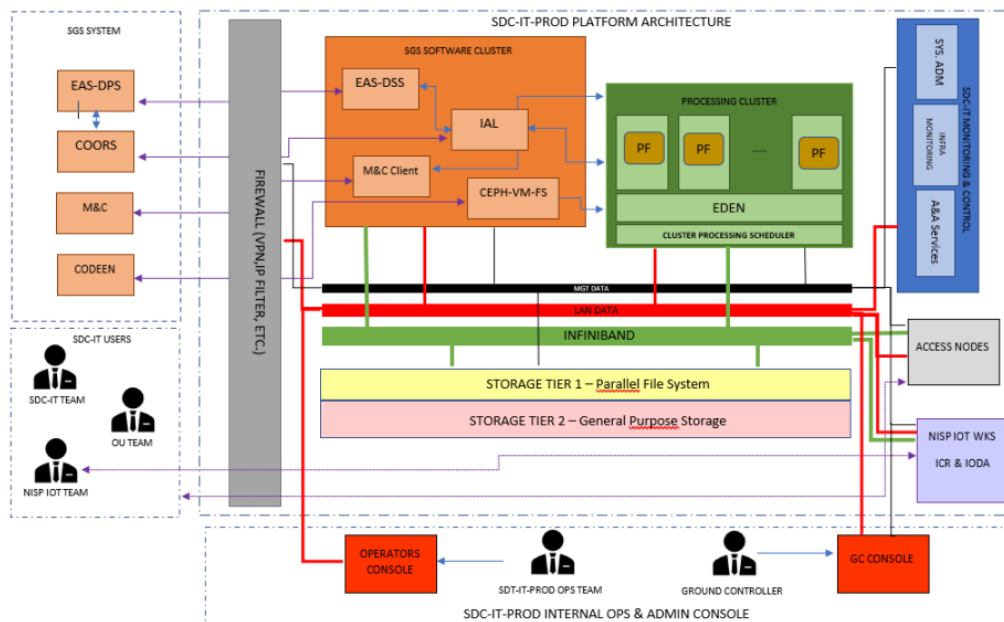 SGS SYSTEM
EAS-DPS
COORS
M&C
CODEEN
SDC-IT USERS
SDC-IT TEAM
OU TEAM
NISP IOT TEAM
FIREWALL (VPN,IP FILTER, ETC.)
SDC-IT-PROD PLATFORM ARCHITECTURE
SGS SOFTWARE CLUSTER
EAS-DSS
IAL
M&C Client
CEPH-VM-FS
PROCESSING CLUSTER
PF
PF
.....
PF
EDEN
CLUSTER PROCESSING SCHEDULER
MGT DATA
LAN DATA
INFINIBAND
STORAGE TIER 1 – Parallel File System
STORAGE TIER 2 – General Purpose Storage
SYS. ADM
INFRA
MONITORING
A&A Services
SDC-IT MONITORING & CONTROL
ACCESS NODES
NISP IOT WKS
ICR & IODA
OPERATORS
CONSOLE
SDT-IT-PROD OPS TEAM
GROUND CONTROLLER
GC CONSOLE
SDC-IT-PROD INTERNAL OPS & ADMIN CONSOLE